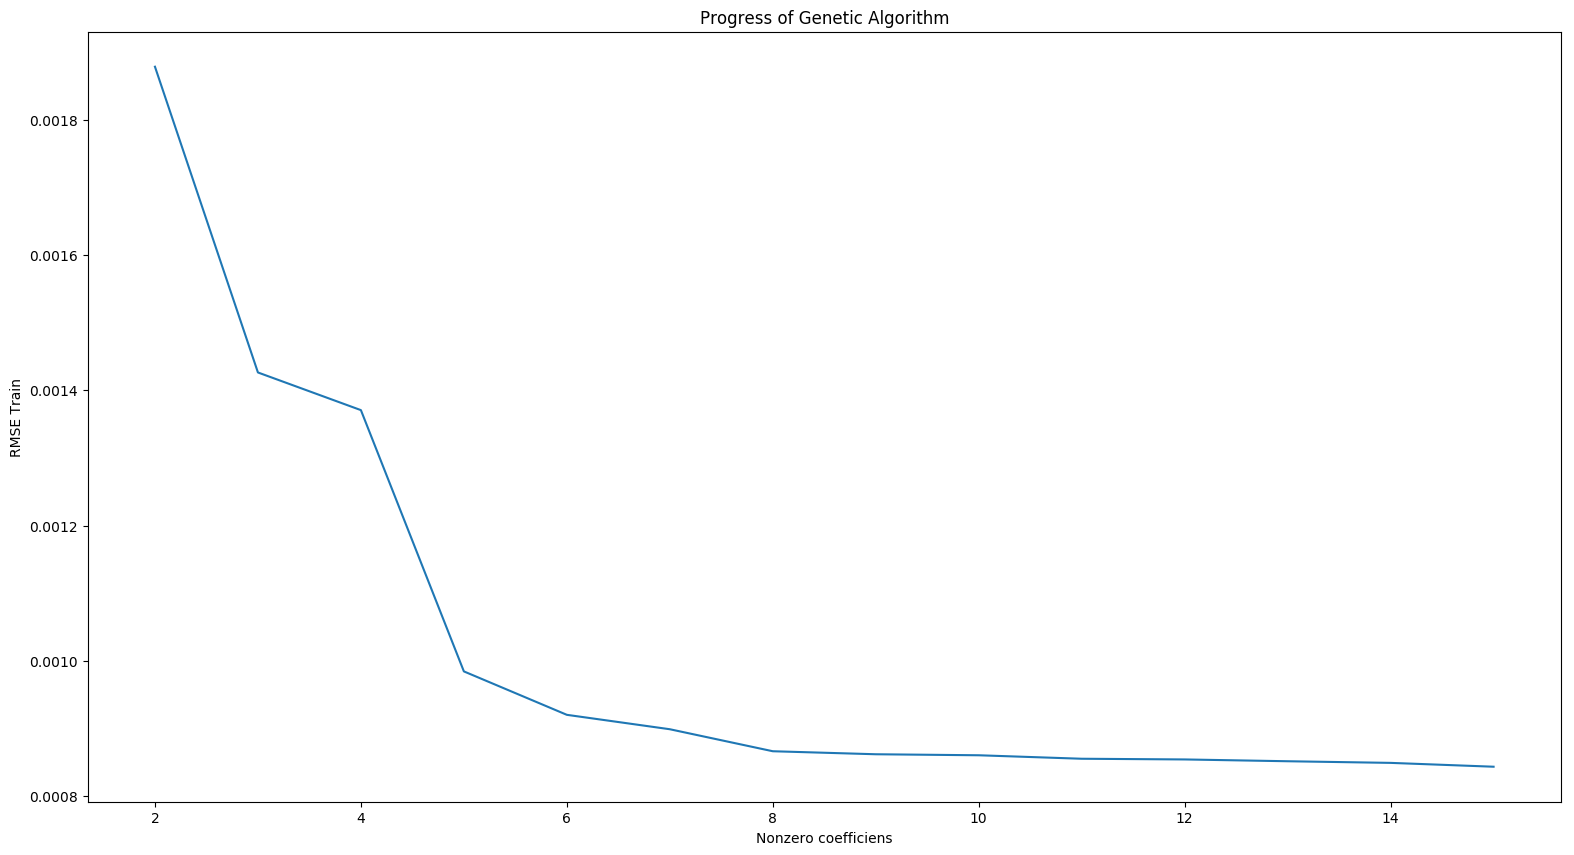 Progress of Genetic Algorithm
0.0018
0.0016
0.0014
0.0012
0.0010
0.0008
RMSE Train
2 4 6 8 10 12 14
Nonzero coefficiens